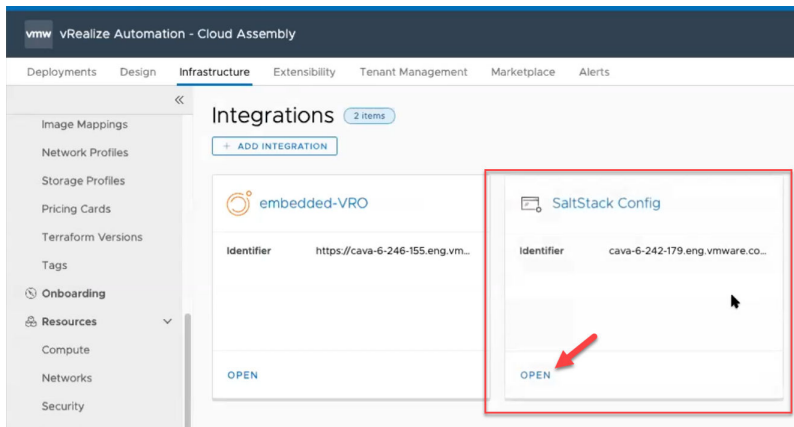 vmw vRealize Automation - Cloud Assembly
Deployments Design Infrastructure Extensibility Tenant Management Marketplace Alerts
Image Mappings
Network Profiles
Storage Profiles
Pricing Cards
Terraform Versions
Tags
Onboarding
Resources
Compute
Networks
Security
Integrations 2 items
+ ADD INTEGRATION
embedded-VRO
Identifier https://cava-6-246-155.eng.vm...
OPEN
SaltStack Config
Identifier cava-6-242-179.eng.vmware.co...
OPEN